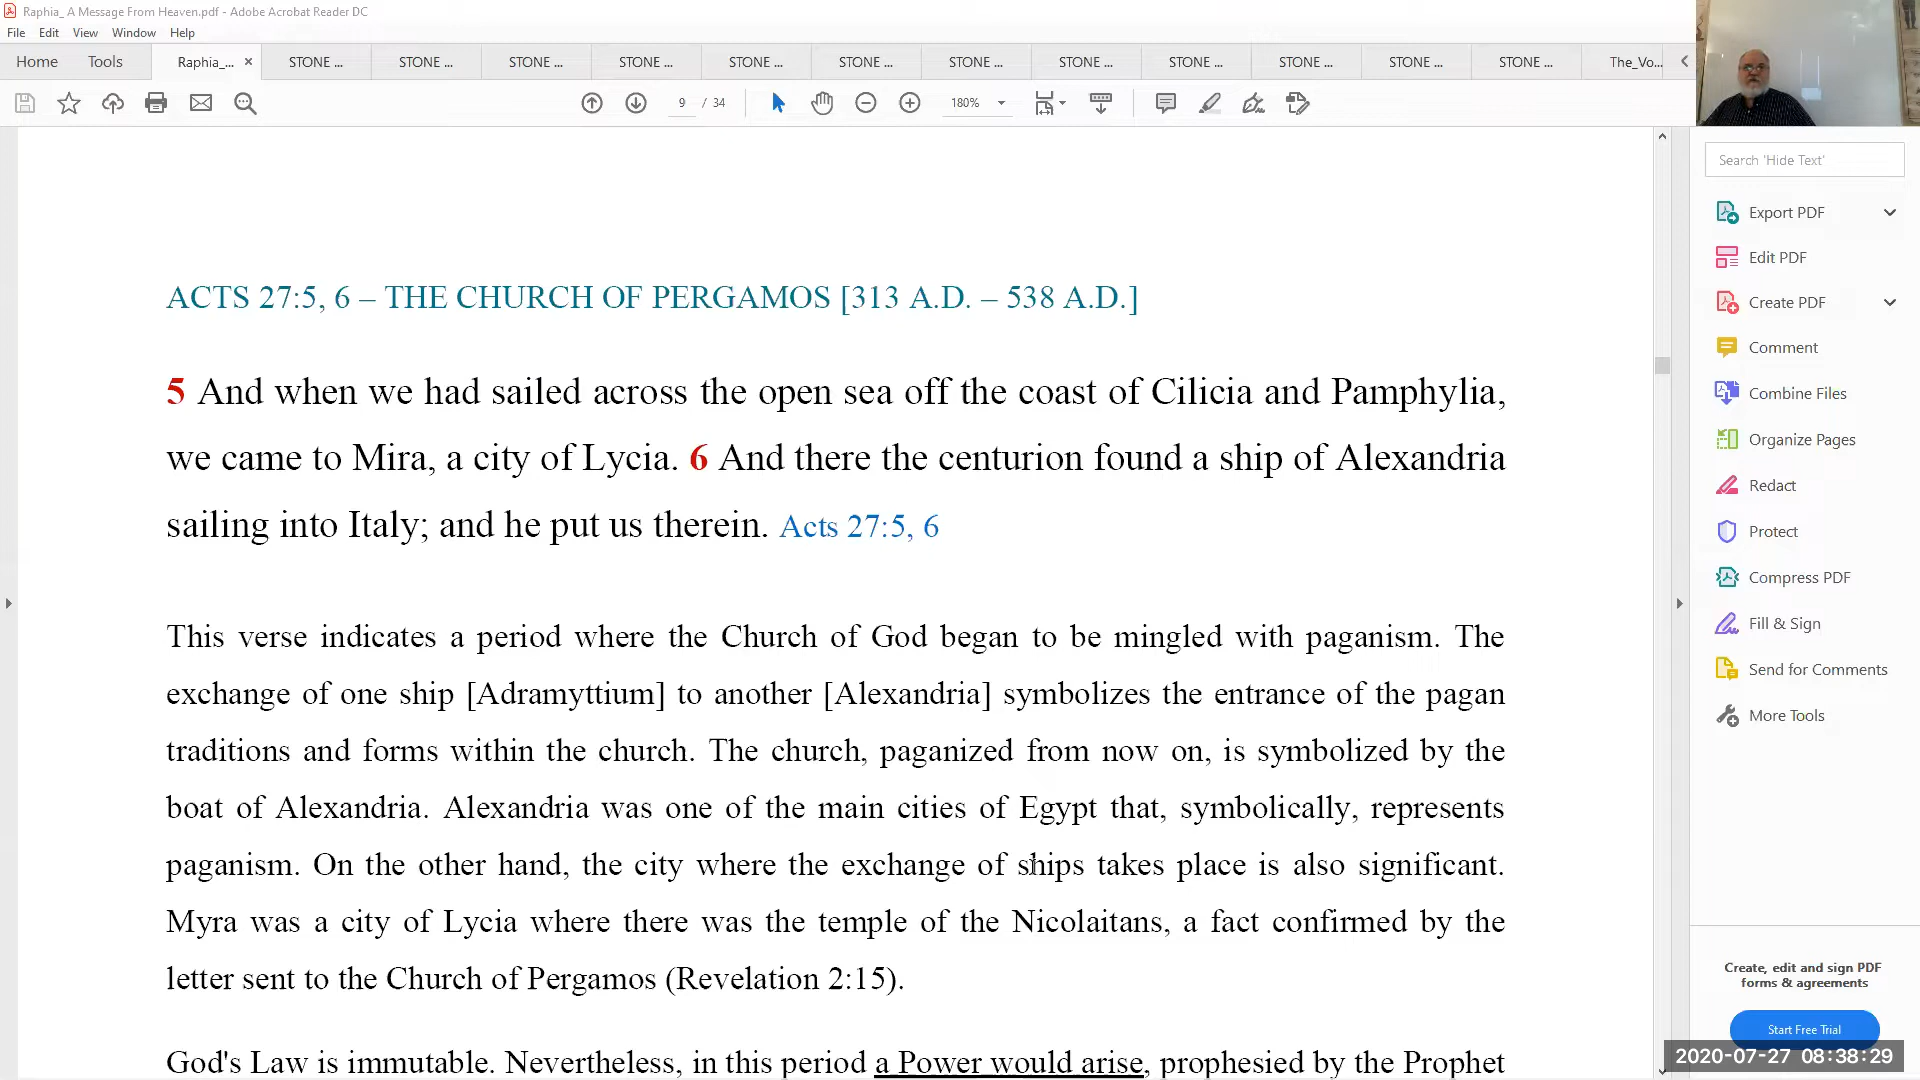 Raphia_ A Message From Heaven.pdf - Adobe Acrobat Reader DC
File Edit View Window Help
Home Tools Raphia_... × STONE ... STONE ... STONE ... STONE ... STONE ... STONE ... STONE ... STONE ... STONE ... STONE ... STONE ... STONE ... The_Vo...
9 / 34 180%
Search 'Hide Text'
Export PDF
Edit PDF
Create PDF
Comment
Combine Files
Organize Pages
Redact
Protect
Compress PDF
Fill & Sign
Send for Comments
More Tools
Create, edit and sign PDF
forms & agreements
Start Free Trial
2020-07-27 08:38:29
ACTS 27:5, 6 – THE CHURCH OF PERGAMOS [313 A.D. – 538 A.D.]
5 And when we had sailed across the open sea off the coast of Cilicia and Pamphylia,
we came to Mira, a city of Lycia. 6 And there the centurion found a ship of Alexandria
sailing into Italy; and he put us therein. Acts 27:5, 6
This verse indicates a period where the Church of God began to be mingled with paganism. The
exchange of one ship [Adramyttium] to another [Alexandria] symbolizes the entrance of the pagan
traditions and forms within the church. The church, paganized from now on, is symbolized by the
boat of Alexandria. Alexandria was one of the main cities of Egypt that, symbolically, represents
paganism. On the other hand, the city where the exchange of ships takes place is also significant.
Myra was a city of Lycia where there was the temple of the Nicolaitans, a fact confirmed by the
letter sent to the Church of Pergamos (Revelation 2:15).
God's Law is immutable. Nevertheless, in this period a Power would arise, prophesied by the Prophet